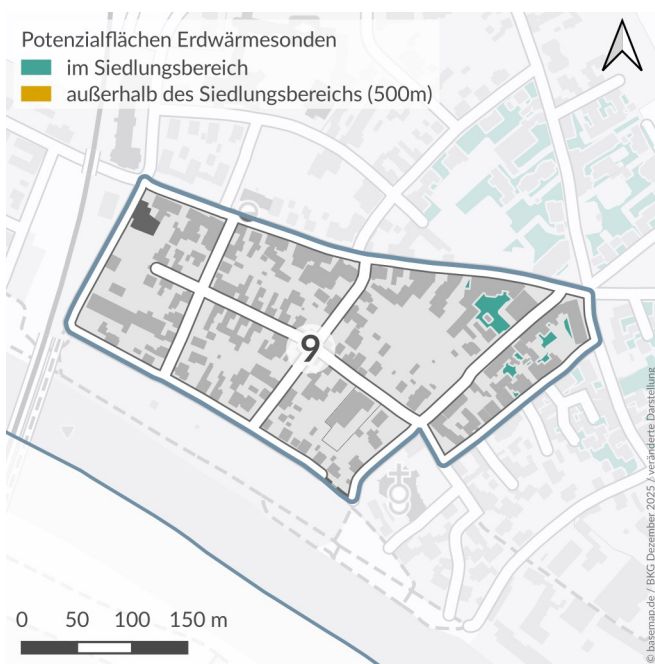 Potenzialflächen Erdwärmesonden
im Siedlungsbereich
außerhalb des Siedlungsbereichs (500m)
9
0 50 100 150 m
© basemap.de / BKG Dezember 2025 / veränderte Darstellung